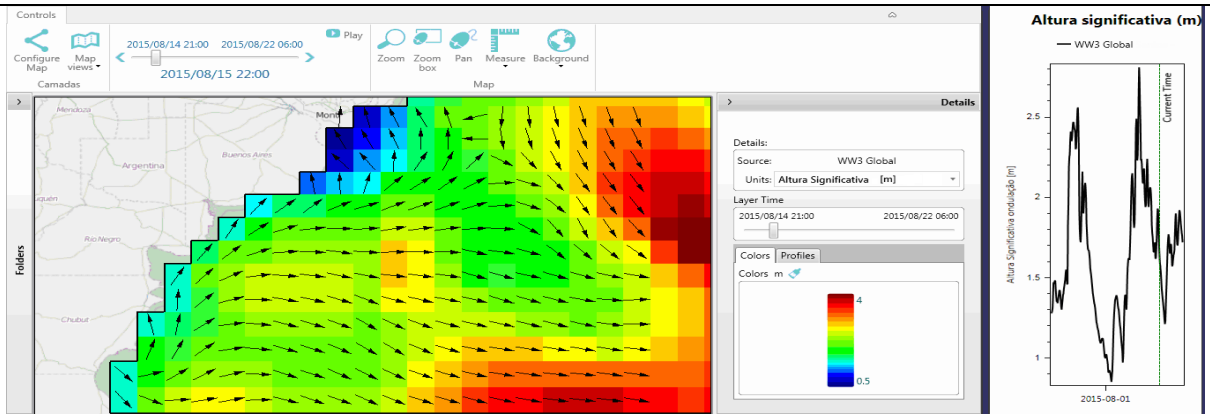 Controls
Configure Map
Map views
Camadas
2015/08/14 21:00 2015/08/22 06:00
2015/08/15 22:00
Play
Zoom
Zoom box
Pan
Measure
Background
Map
Folders
Mendoza
Mont
Argentina
Buenos Aires
uquén
Rio Negro
Chubut
Details
Details:
Source: WW3 Global
Units: Altura Significativa [m]
Layer Time
2015/08/14 21:00 2015/08/22 06:00
Colors Profiles
Colors m
4
0.5
Altura significativa (m)
WW3 Global
Altura Significativa ondulação [m]
2.5
2
1.5
1
Current Time
2015-08-01